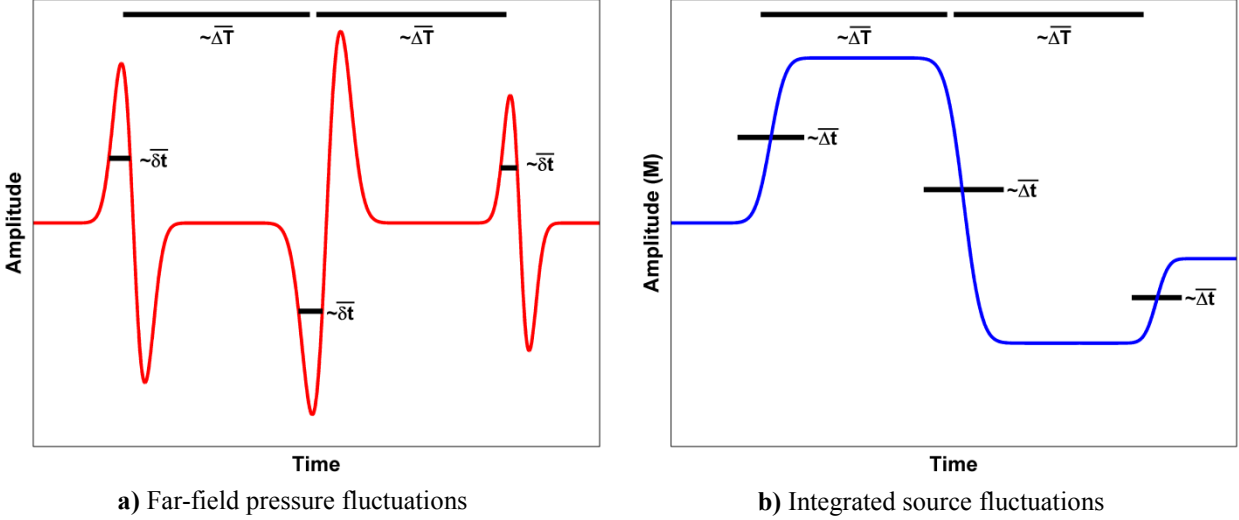 ~ΔT̅ ~ΔT̅
~δt̅
~δt̅
~δt̅
Amplitude
Time
a) Far-field pressure fluctuations
~ΔT̅ ~ΔT̅
~Δt̅
~Δt̅
~Δt̅
Amplitude (M)
Time
b) Integrated source fluctuations